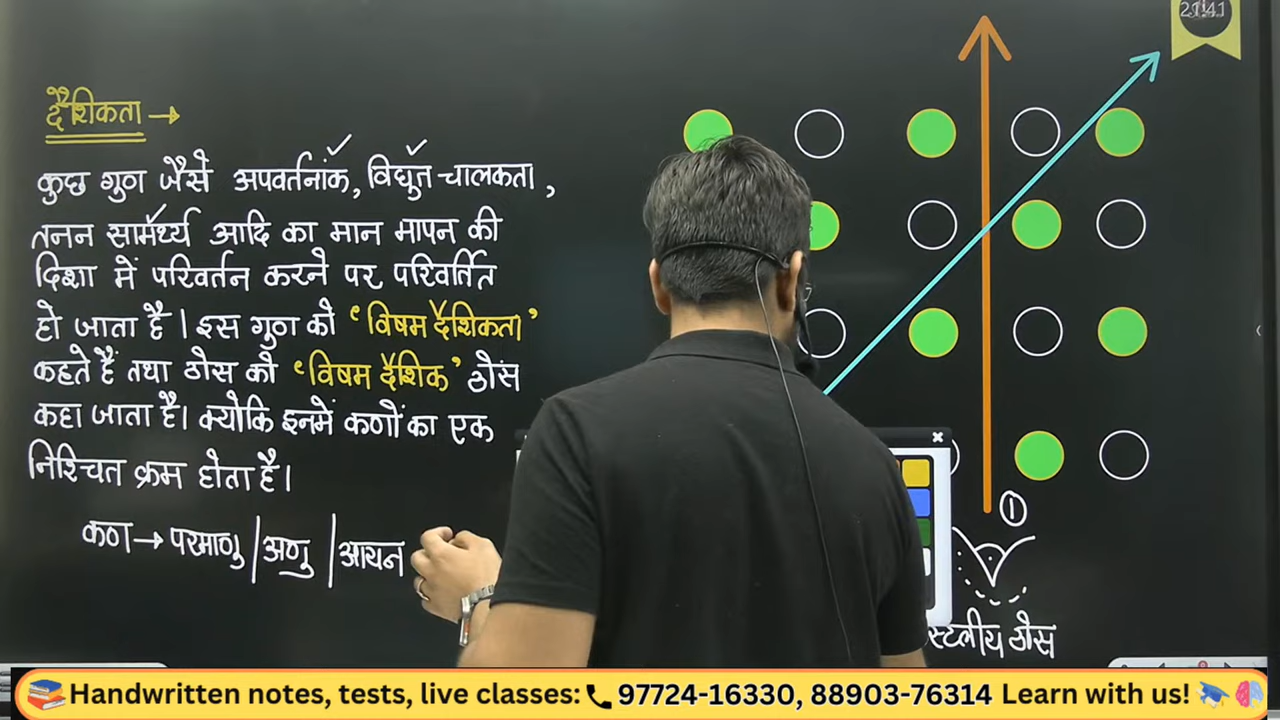 21:41
दैशिकता →
कुछ गुण जैसे अपवर्तनांक, विद्युत चालकता,
तनन सामर्थ्य आदि का मान मापन की
दिशा में परिवर्तन करने पर परिवर्तित
हो जाता है। इस गुण को 'विषम दैशिकता'
कहते हैं तथा ठोस को 'विषम दैशिक' ठोस
कहा जाता है। क्योकि इनमें कणों का एक
निश्चित क्रम होता है।
कण → परमाणु | अणु | आयन
1
स्टलीय ठोस
Handwritten notes, tests, live classes: 97724-16330, 88903-76314 Learn with us!